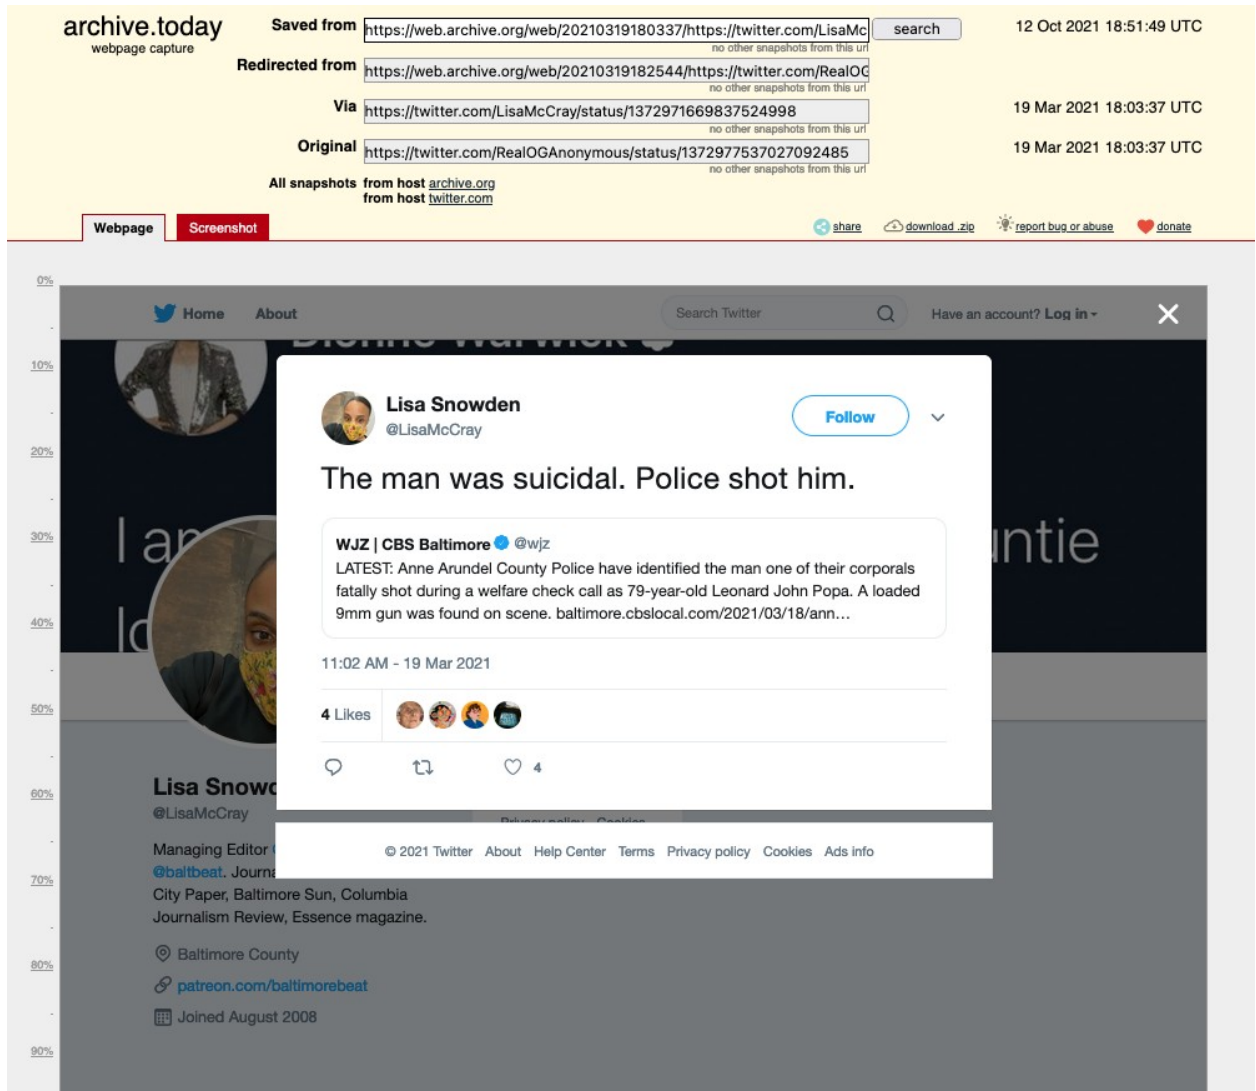 archive.today
webpage capture
Saved from https://web.archive.org/web/20210319180337/https://twitter.com/LisaMc search 12 Oct 2021 18:51:49 UTC
no other snapshots from this url
Redirected from https://web.archive.org/web/20210319182544/https://twitter.com/RealOG
no other snapshots from this url
Via https://twitter.com/LisaMcCray/status/1372971669837524998 19 Mar 2021 18:03:37 UTC
no other snapshots from this url
Original https://twitter.com/RealOGAnonymous/status/1372977537027092485 19 Mar 2021 18:03:37 UTC
no other snapshots from this url
All snapshots from host archive.org
from host twitter.com
Webpage Screenshot share download .zip report bug or abuse donate
0%
10%
20%
30%
40%
50%
60%
70%
80%
90%
Home About Search Twitter Have an account? Log in
Dionne Warwick
I am untie
Lisa Snowden
@LisaMcCray
Follow
The man was suicidal. Police shot him.
WJZ | CBS Baltimore @wjz
LATEST: Anne Arundel County Police have identified the man one of their corporals
fatally shot during a welfare check call as 79-year-old Leonard John Popa. A loaded
9mm gun was found on scene. baltimore.cbslocal.com/2021/03/18/ann…
11:02 AM - 19 Mar 2021
4 Likes
4
Privacy policy Cookies
© 2021 Twitter About Help Center Terms Privacy policy Cookies Ads info
Lisa Snowd
@LisaMcCray
Managing Editor
@baltbeat. Journa
City Paper, Baltimore Sun, Columbia
Journalism Review, Essence magazine.
Baltimore County
patreon.com/baltimorebeat
Joined August 2008